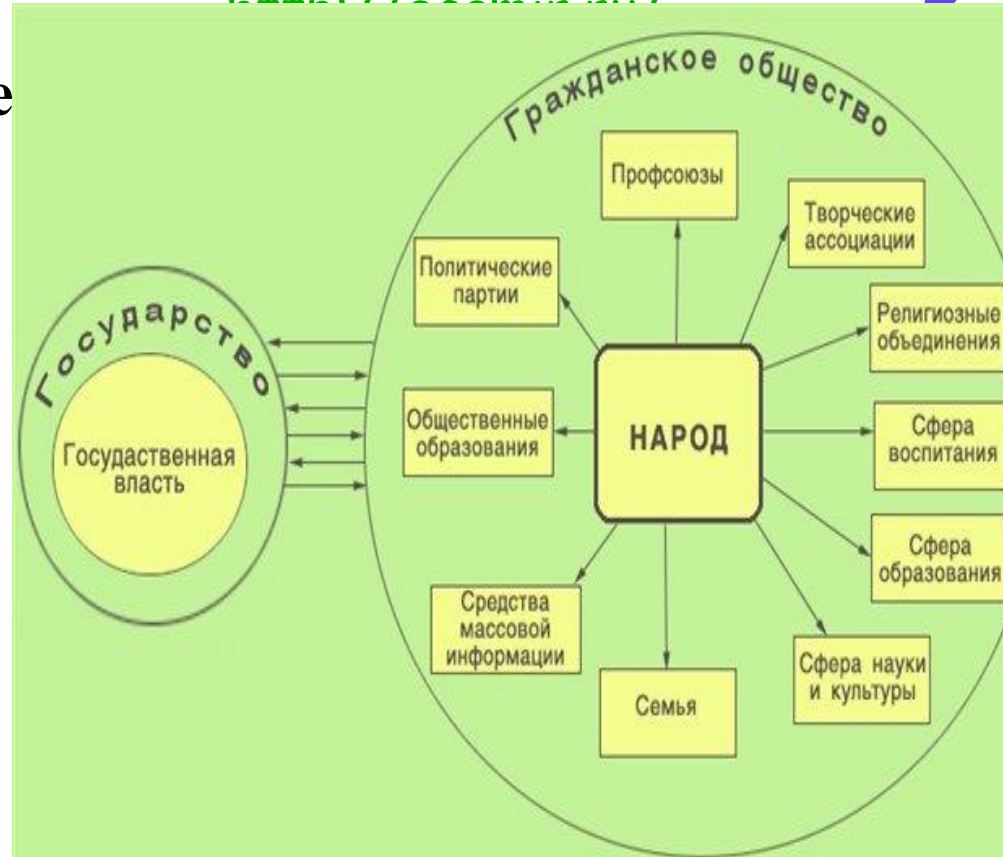 е
Гражданское общество
Профсоюзы
Творческие
ассоциации
Политические
партии
Религиозные
объединения
Государство
Государтвенная
власть
Общественные
образования
НАРОД
Сфера
воспитания
Сфера
образования
Средства
массовой
информации
Семья
Сфера науки
и культуры